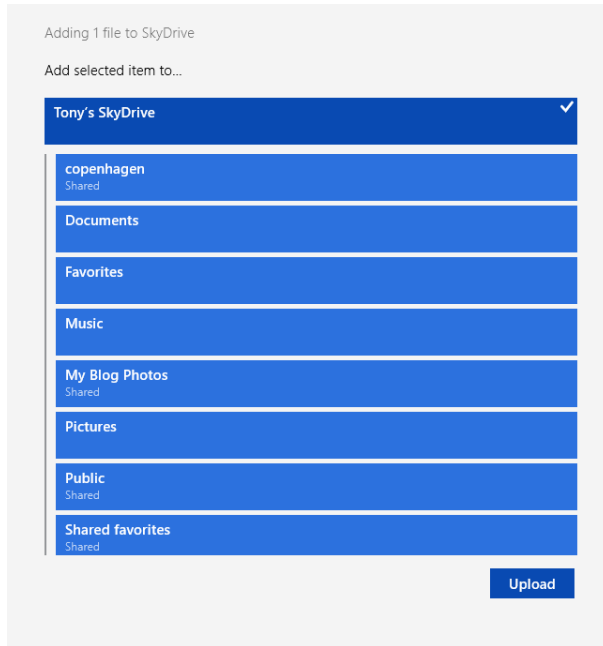 Adding 1 file to SkyDrive
Add selected item to...
Tony's SkyDrive
copenhagen
Shared
Documents
Favorites
Music
My Blog Photos
Shared
Pictures
Public
Shared
Shared favorites
Shared
Upload